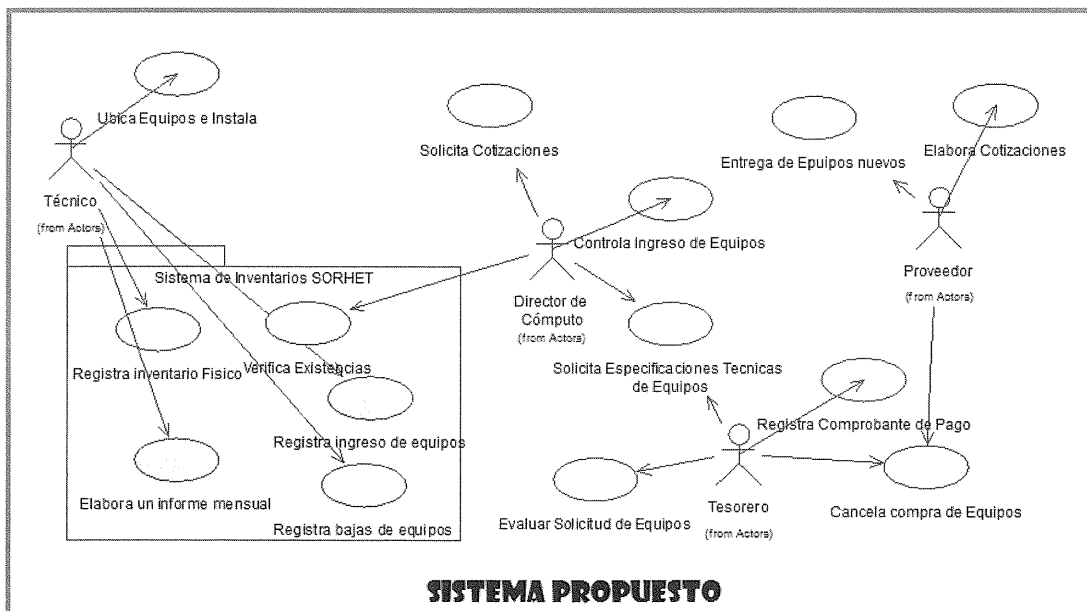 Ubica Equipos e Instala
Técnico
(from Actors)
Solicita Cotizaciones
Entrega de Epuipos nuevos
Elabora Cotizaciones
Controla Ingreso de Equipos
Director de
Cómputo
(from Actors)
Proveedor
(from Actors)
Sistema de Inventarios SORHET
Registra inventario Fisico
Verifica Existencias
Registra ingreso de equipos
Elabora un informe mensual
Registra bajas de equipos
Solicita Especificaciones Tecnicas
de Equipos
Registra Comprobante de Pago
Evaluar Solicitud de Equipos
Tesorero
(from Actors)
Cancela compra de Equipos
SISTEMA PROPUESTO